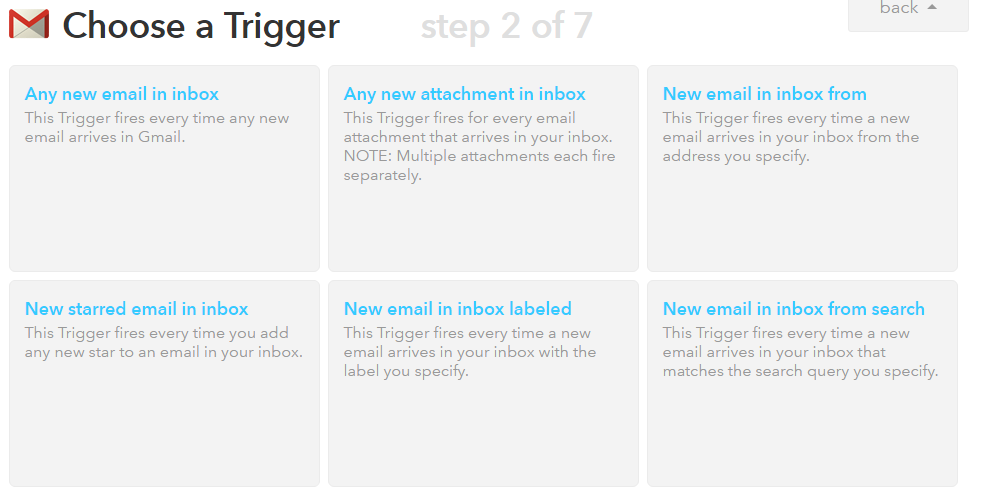 Choose a Trigger step 2 of 7 back
Any new email in inbox
This Trigger fires every time any new
email arrives in Gmail.
Any new attachment in inbox
This Trigger fires for every email
attachment that arrives in your inbox.
NOTE: Multiple attachments each fire
separately.
New email in inbox from
This Trigger fires every time a new
email arrives in your inbox from the
address you specify.
New starred email in inbox
This Trigger fires every time you add
any new star to an email in your inbox.
New email in inbox labeled
This Trigger fires every time a new
email arrives in your inbox with the
label you specify.
New email in inbox from search
This Trigger fires every time a new
email arrives in your inbox that
matches the search query you specify.